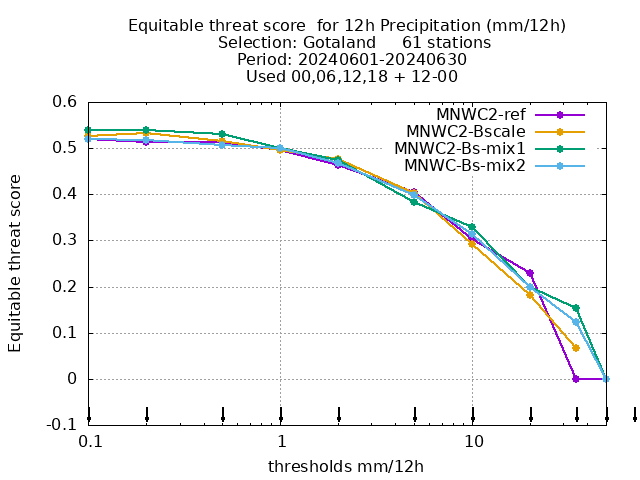 Equitable threat score  for 12h Precipitation (mm/12h)
Selection: Gotaland     61 stations
Period: 20240601-20240630
Used 00,06,12,18 + 12-00
MNWC2-ref
MNWC2-Bscale
MNWC2-Bs-mix1
MNWC-Bs-mix2
Equitable threat score
0.6
0.5
0.4
0.3
0.2
0.1
0
-0.1
0.1 1 10
thresholds mm/12h